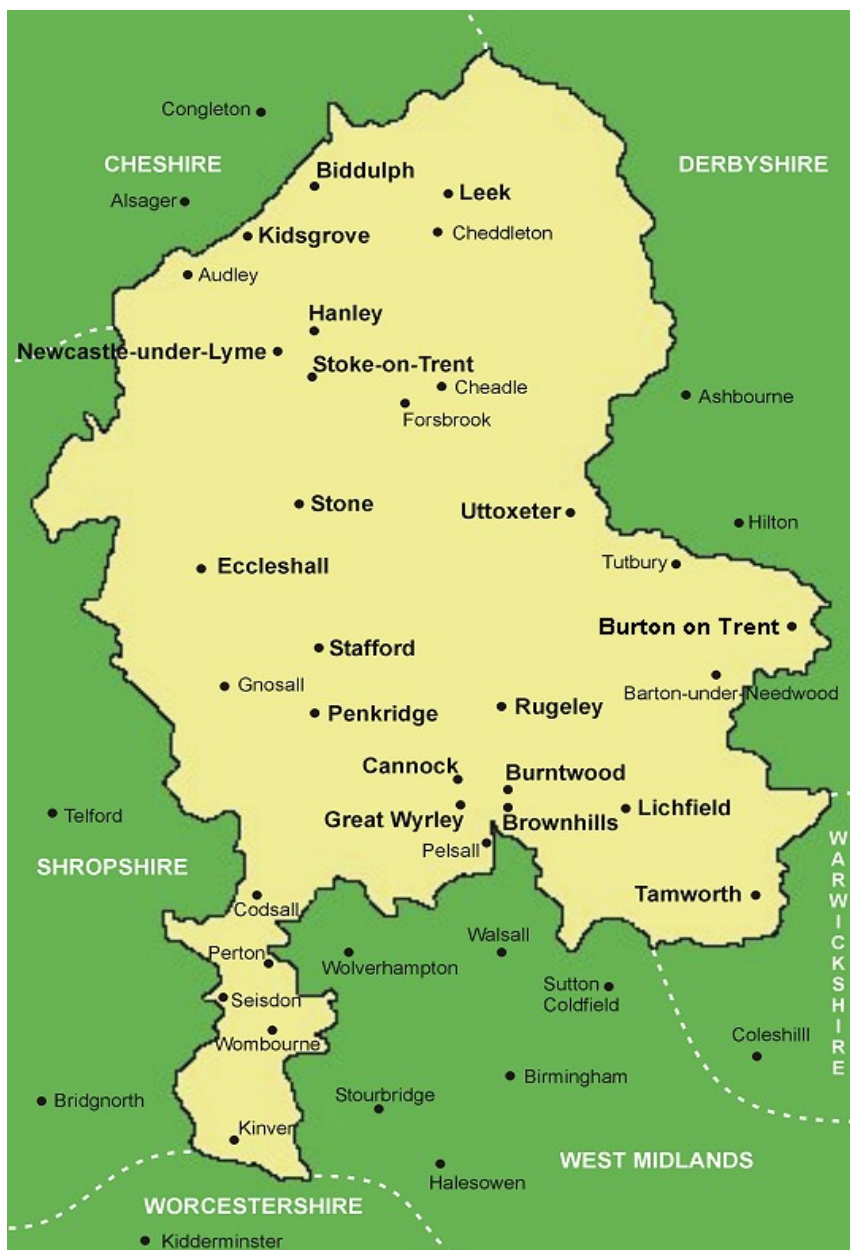 Congleton
CHESHIRE
DERBYSHIRE
Biddulph
Leek
Alsager
Kidsgrove
Cheddleton
Audley
Hanley
Newcastle-under-Lyme
Stoke-on-Trent
Cheadle
Ashbourne
Forsbrook
Stone
Uttoxeter
Hilton
Tutbury
Eccleshall
Burton on Trent
Stafford
Gnosall
Barton-under-Needwood
Penkridge
Rugeley
Cannock
Burntwood
Telford
Great Wyrley
Brownhills
Lichfield
Pelsall
SHROPSHIRE
WARWICKSHIRE
Tamworth
Codsall
Perton
Walsall
Wolverhampton
Seisdon
Sutton
Coldfield
Wombourne
Coleshilll
Birmingham
Bridgnorth
Stourbridge
Kinver
WEST MIDLANDS
Halesowen
WORCESTERSHIRE
Kidderminster